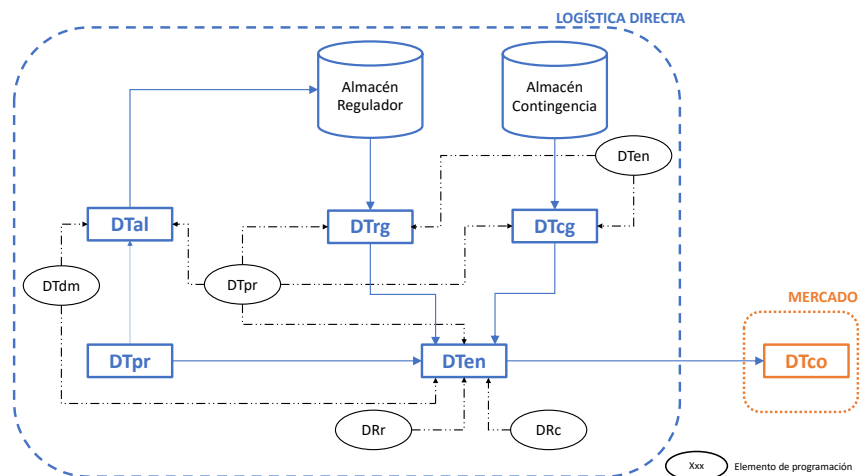 LOGÍSTICA DIRECTA
Almacén
Regulador
Almacén
Contingencia
DTen
DTal
DTrg
DTcg
DTdm
DTpr
MERCADO
DTpr
DTen
DTco
DRr
DRc
Xxx
Elemento de programación